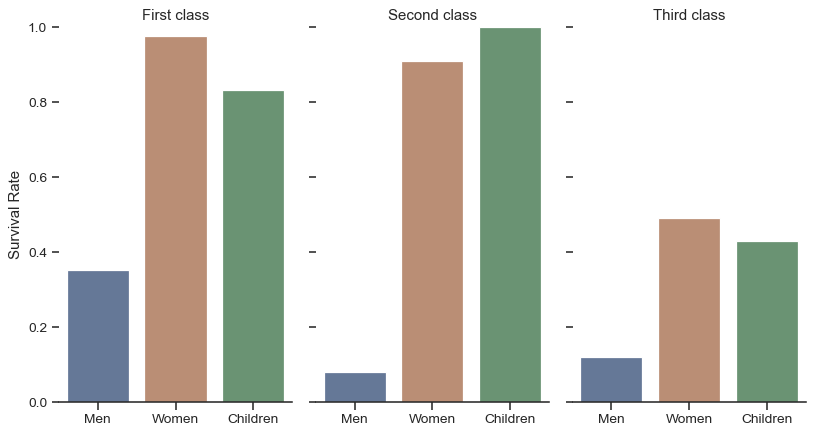 First class
Second class
Third class
Survival Rate
1.0
0.8
0.6
0.4
0.2
0.0
Men Women Children
Men Women Children
Men Women Children